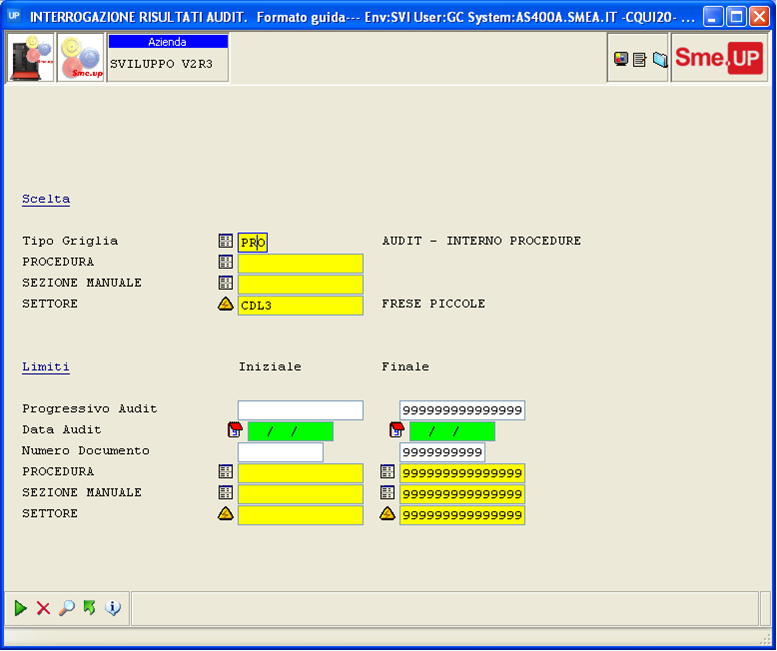 UP INTERROGAZIONE RISULTATI AUDIT. Formato guida--- Env:SVI User:GC System:AS400A.SMEA.IT -CQUI20- ...
Sme.up
Azienda
SVILUPPO V2R3
Sme.UP
Scelta
Tipo Griglia PRO AUDIT - INTERNO PROCEDURE
PROCEDURA
SEZIONE MANUALE
SETTORE CDL3 FRESE PICCOLE
Limiti Iniziale Finale
Progressivo Audit 999999999999999
Data Audit / / / /
Numero Documento 9999999999
PROCEDURA 999999999999999
SEZIONE MANUALE 999999999999999
SETTORE 999999999999999